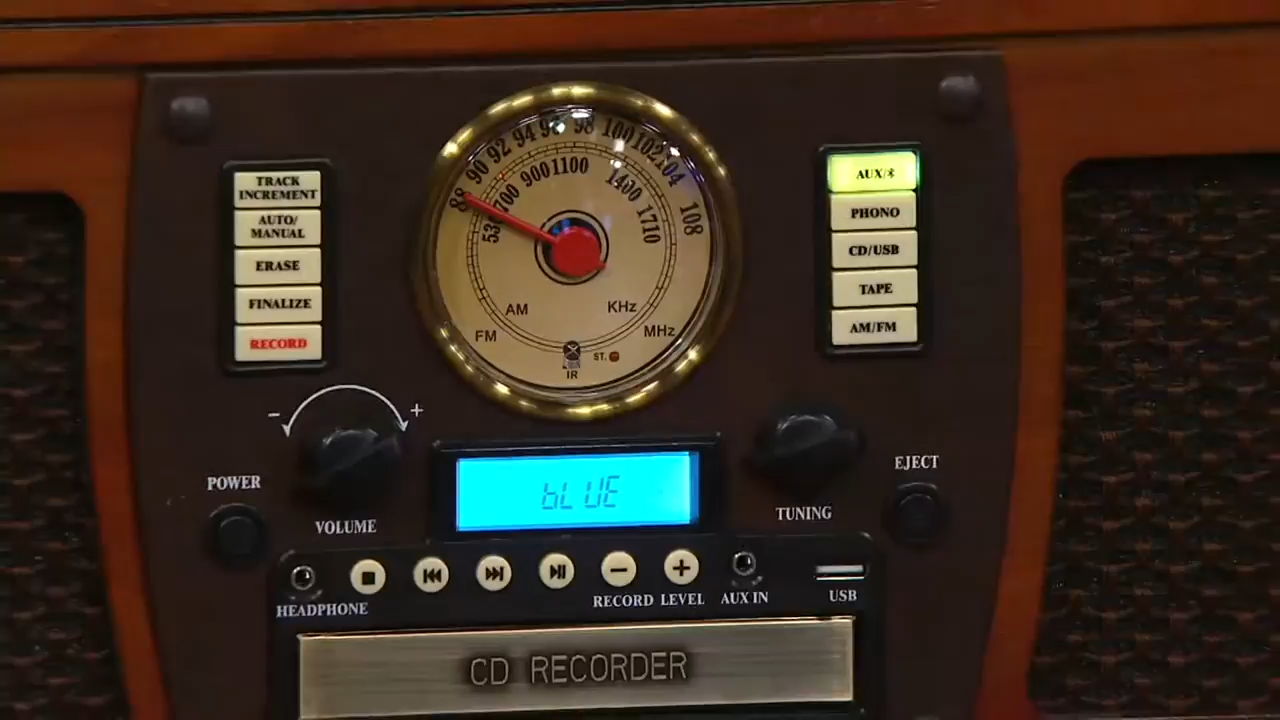 TRACK
INCREMENT
AUTO/
MANUAL
ERASE
FINALIZE
RECORD
88 90 92 94 96 98 100 102 104 108
530 700 900 1100 1400 1710
AM KHz
FM MHz
ST.
IR
AUX/
PHONO
CD/USB
TAPE
AM/FM
- +
POWER
VOLUME
bLUE
TUNING
EJECT
HEADPHONE
− +
RECORD LEVEL
AUX IN
USB
CD RECORDER